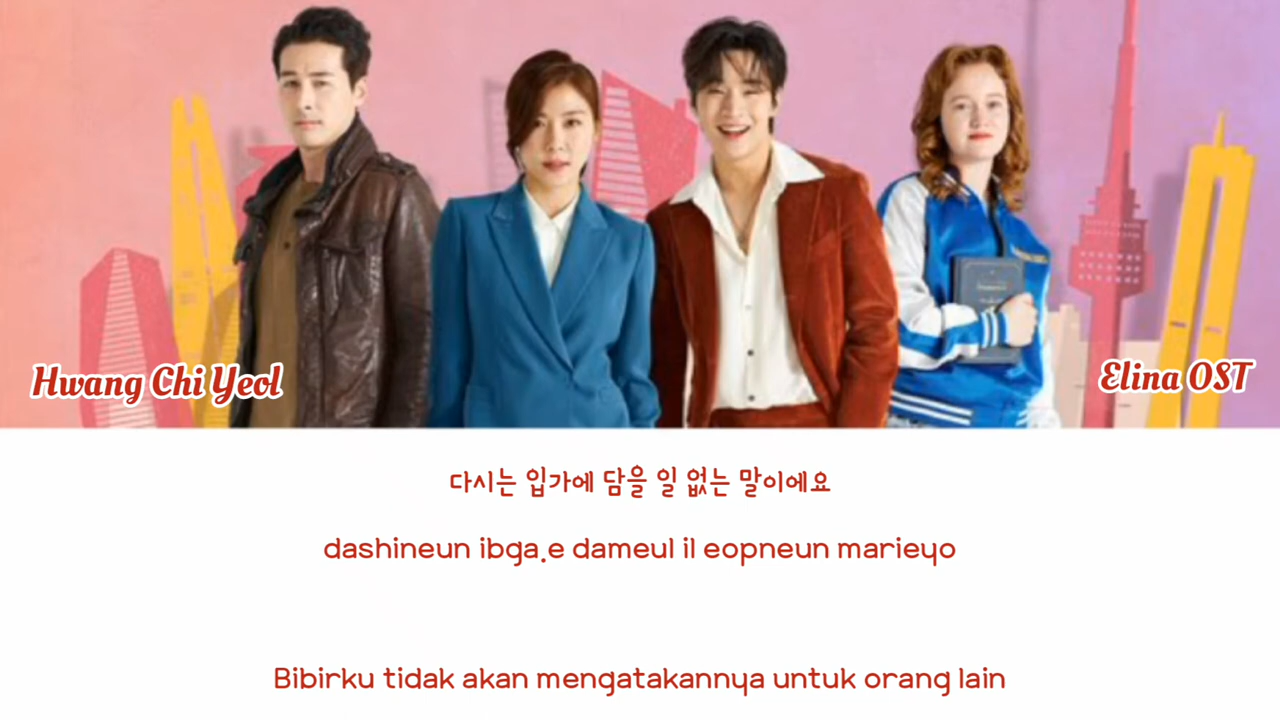 Hwang Chi Yeol
Elina OST
다시는 입가에 담을 일 없는 말이에요
dashineun ibga.e dameul il eopneun marieyo
Bibirku tidak akan mengatakannya untuk orang lain